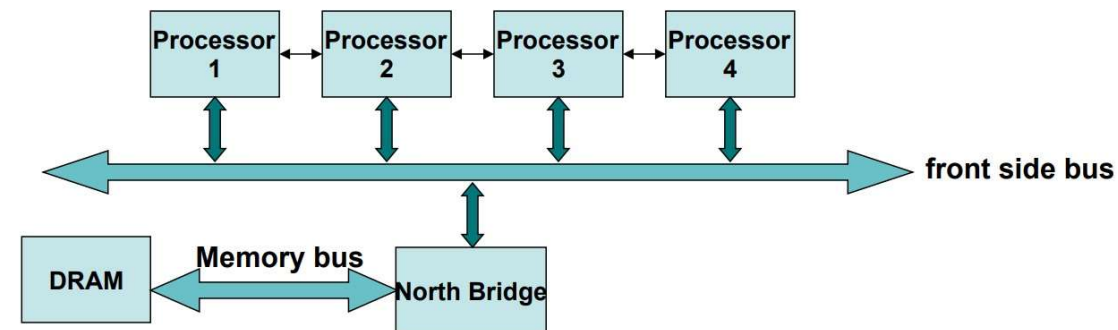 Processor
1
Processor
2
Processor
3
Processor
4
front side bus
Memory bus
DRAM
North Bridge